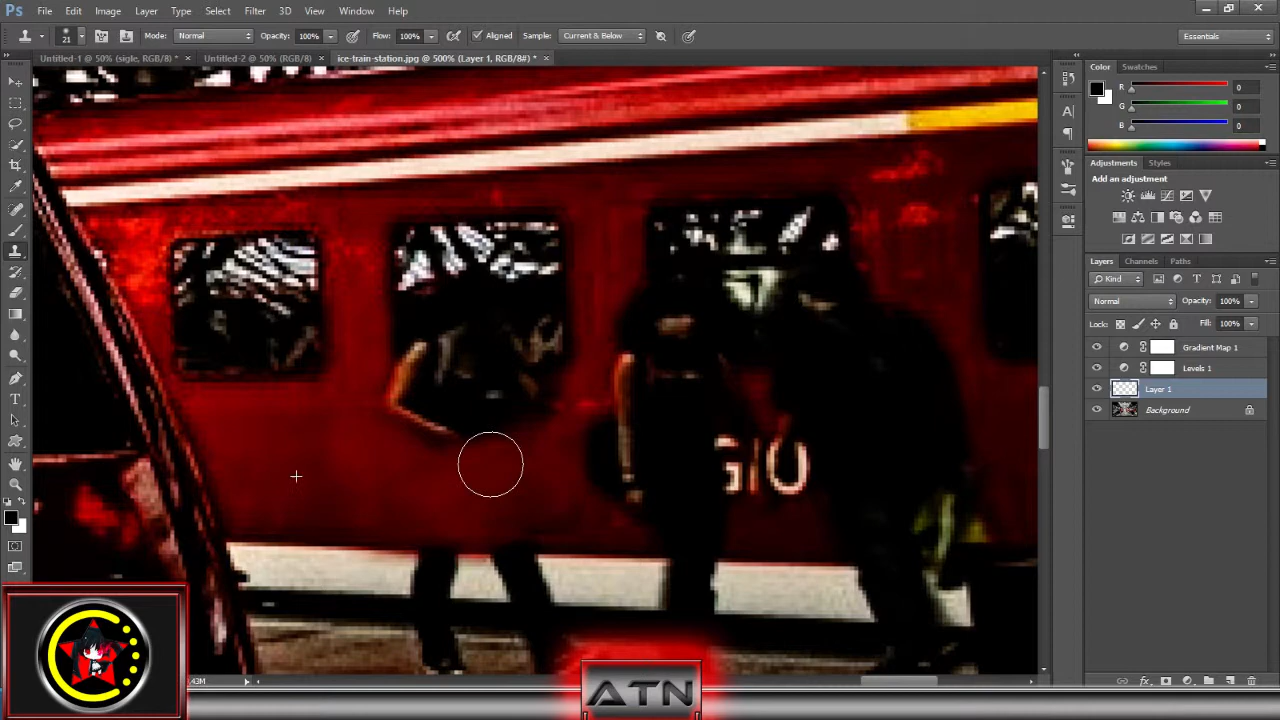 Ps File Edit Image Layer Type Select Filter 3D View Window Help
21 Mode: Normal Opacity: 100% Flow: 100% Aligned Sample: Current & Below Essentials
Untitled-1 @ 50% (sigle, RGB/8) * × Untitled-2 @ 50% (RGB/8) × ice-train-station.jpg @ 500% (Layer 1, RGB/8#) * ×
Color Swatches
R 0
G 0
B 0
Adjustments Styles
Add an adjustment
Layers Channels Paths
Kind
Normal Opacity: 100%
Lock: Fill: 100%
Gradient Map 1
Levels 1
Layer 1
Background
G/U
ATN